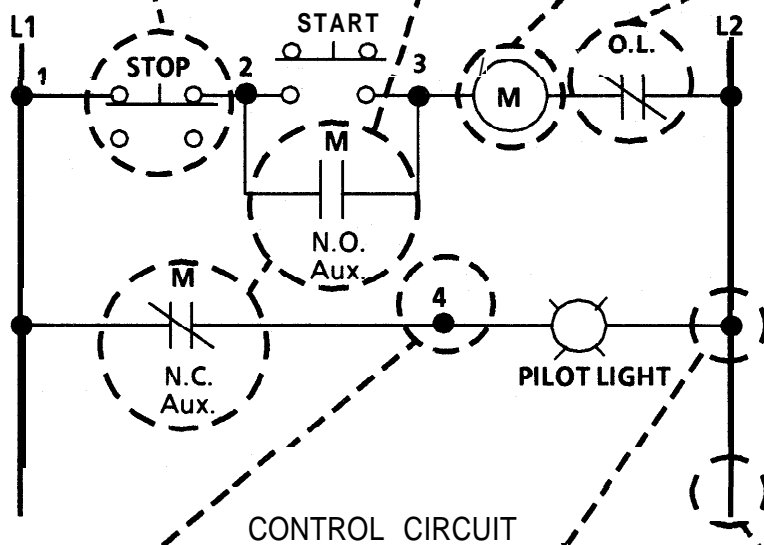 L1
START
O.L.
L2
1
STOP
2
3
M
M
N.O.
Aux.
M
4
N.C.
Aux.
PILOT LIGHT
CONTROL CIRCUIT